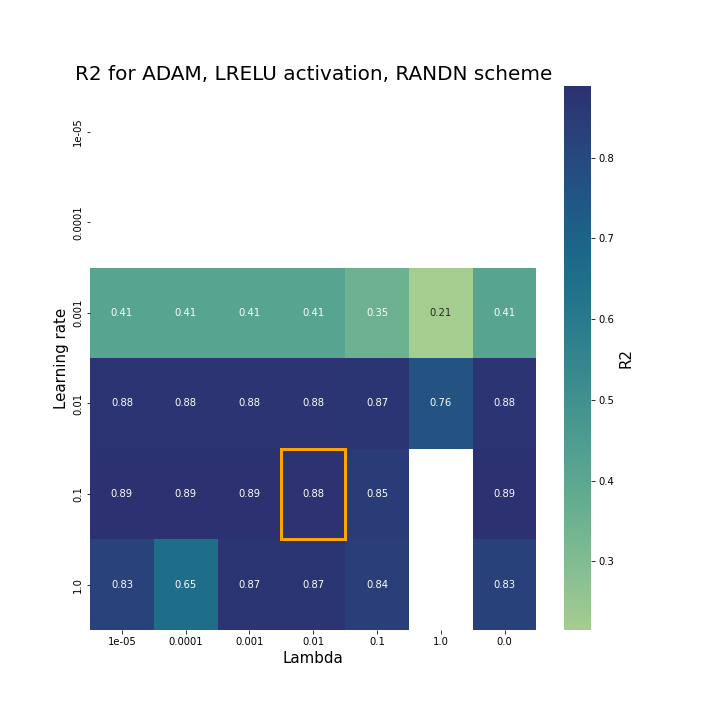 R2 for ADAM, LRELU activation, RANDN scheme
1e-05
0.0001
0.001
0.01
0.1
1.0
Learning rate
0.41 0.41 0.41 0.41 0.35 0.21 0.41
0.88 0.88 0.88 0.88 0.87 0.76 0.88
0.89 0.89 0.89 0.88 0.85 0.89
0.83 0.65 0.87 0.87 0.84 0.83
1e-05 0.0001 0.001 0.01 0.1 1.0 0.0
Lambda
0.8
0.7
0.6
0.5
0.4
0.3
R2